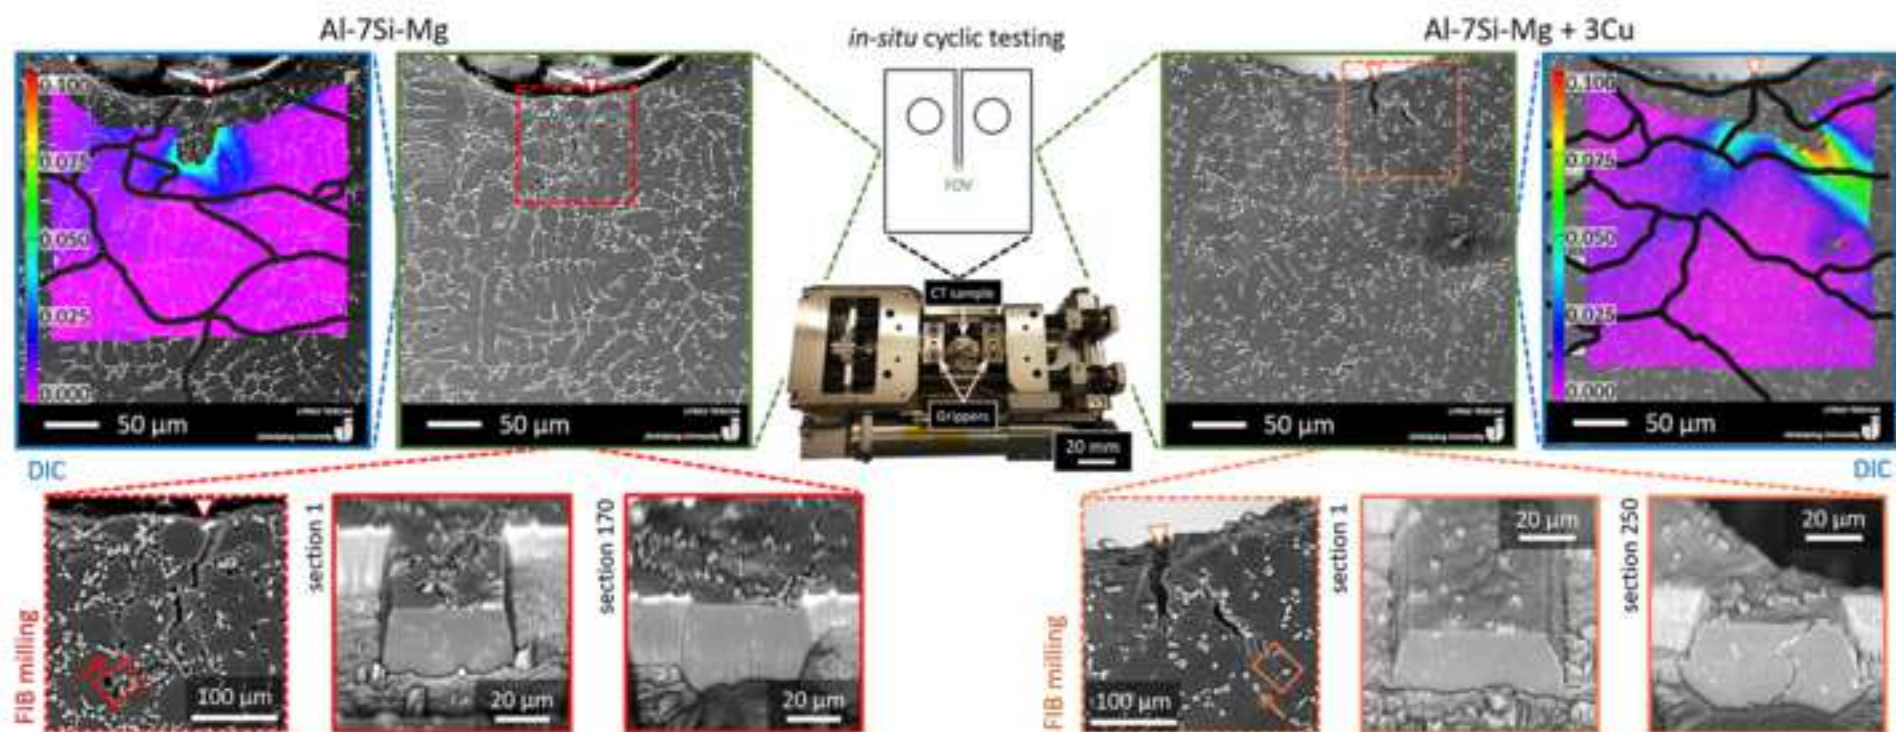 Al-7Si-Mg
in-situ cyclic testing
Al-7Si-Mg + 3Cu
0.100
0.075
0.050
0.025
0.000
50 µm
50 µm
FOV
CT sample
Grippers
20 mm
50 µm
0.100
0.075
0.050
0.025
0.000
50 µm
DIC
DIC
FIB milling
100 µm
section 1
20 µm
section 170
20 µm
FIB milling
100 µm
section 1
20 µm
section 250
20 µm